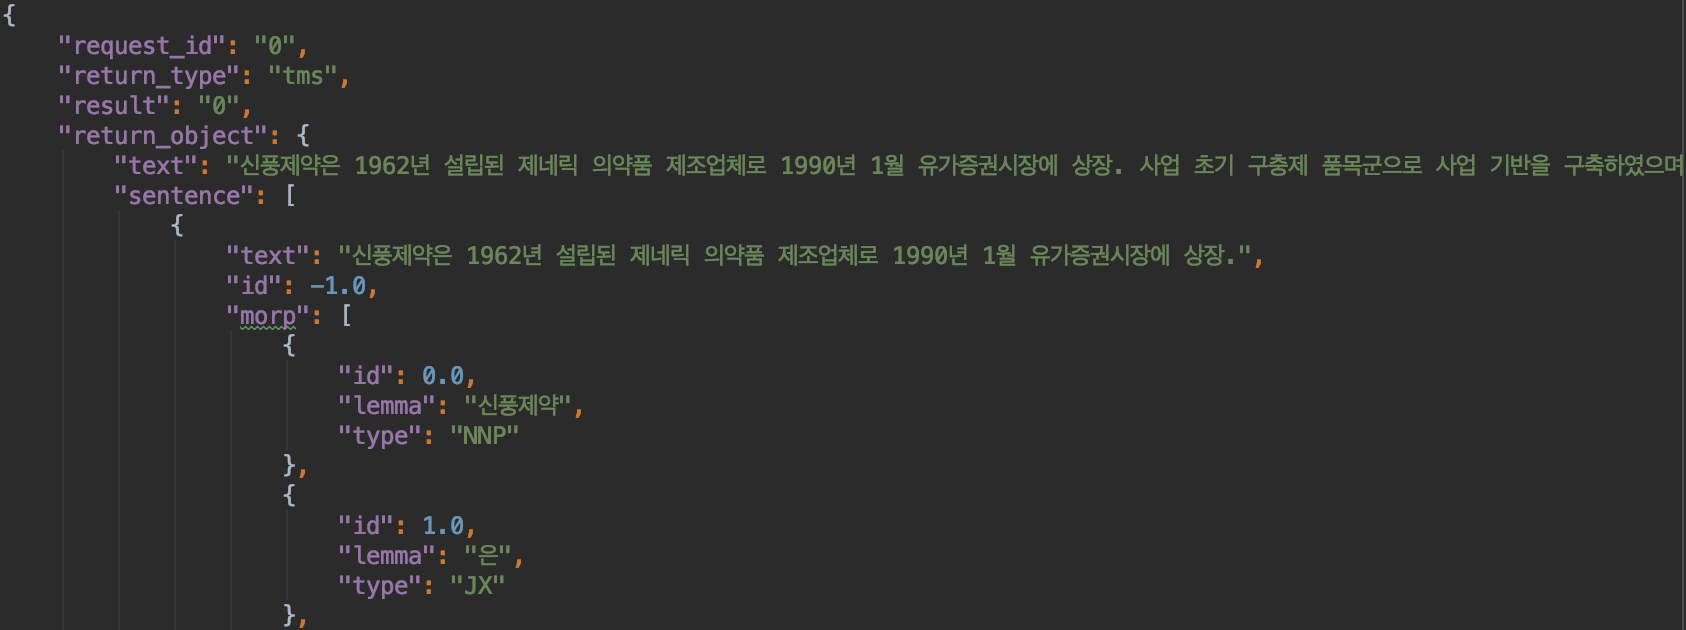 {
"request_id": "0",
"return_type": "tms",
"result": "0",
"return_object": {
"text": "신풍제약은 1962년 설립된 제네릭 의약품 제조업체로 1990년 1월 유가증권시장에 상장. 사업 초기 구충제 품목군으로 사업 기반을 구축하였으며
"sentence": [
{
"text": "신풍제약은 1962년 설립된 제네릭 의약품 제조업체로 1990년 1월 유가증권시장에 상장.",
"id": -1.0,
"morp": [
{
"id": 0.0,
"lemma": "신풍제약",
"type": "NNP"
},
{
"id": 1.0,
"lemma": "은",
"type": "JX"
},